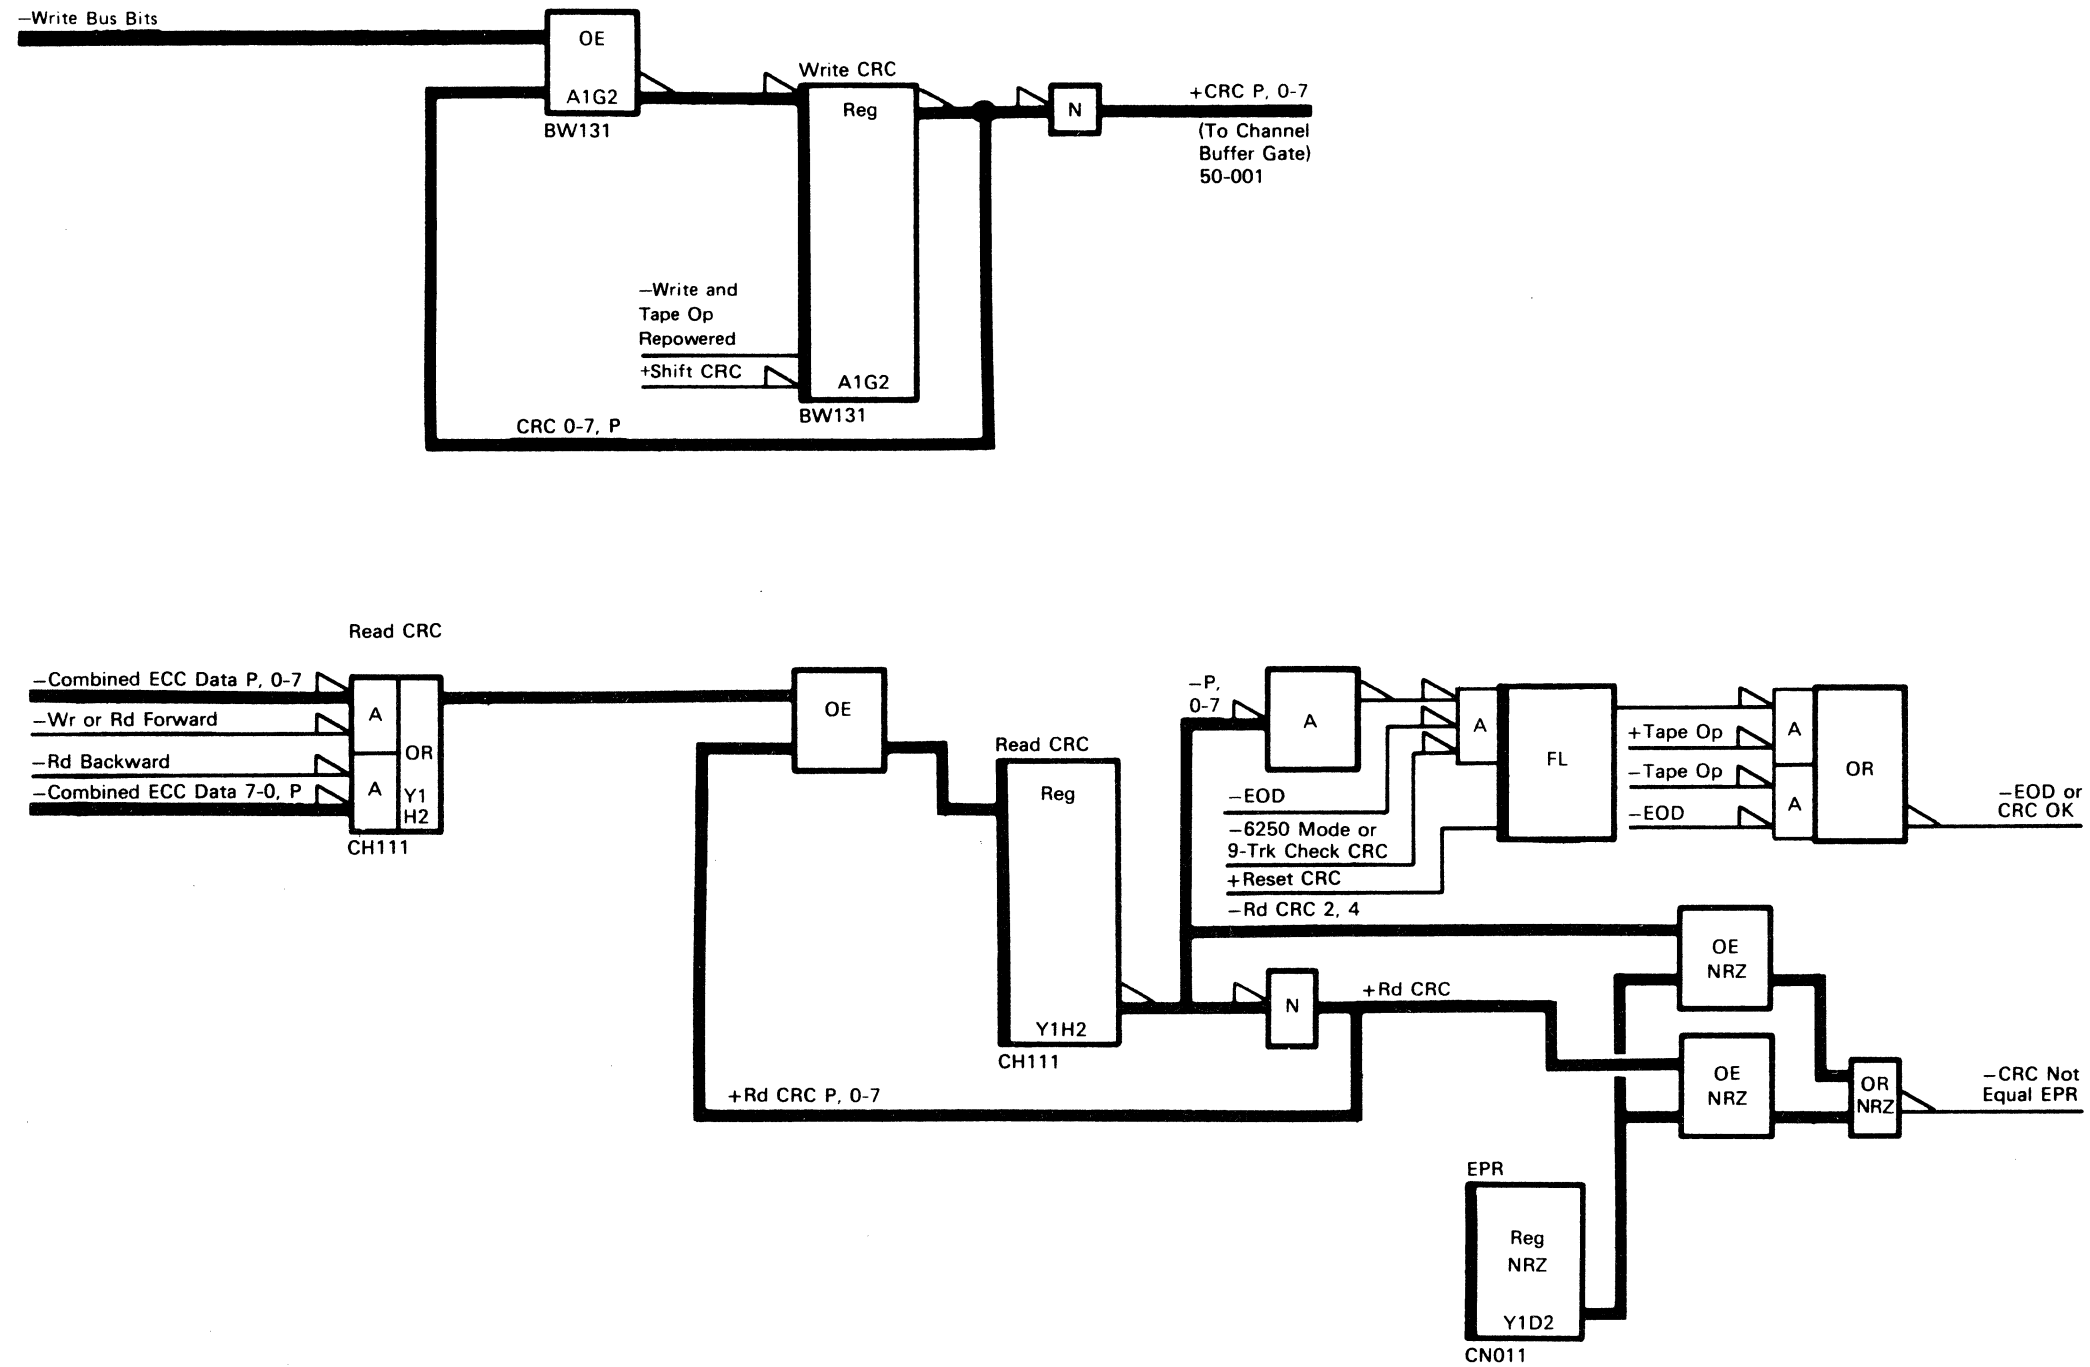 —Write Bus Bits
OE
A1G2
BW131
Write CRC
Reg
A1G2
BW131
N
+CRC P, 0-7
(To Channel
Buffer Gate)
50-001
—Write and
Tape Op
Repowered
+Shift CRC
CRC 0-7, P
Read CRC
—Combined ECC Data P, 0-7
—Wr or Rd Forward
—Rd Backward
—Combined ECC Data 7-0, P
A
A
OR
Y1
H2
CH111
OE
Read CRC
Reg
Y1H2
CH111
+Rd CRC P, 0-7
—P,
0-7
A
—EOD
—6250 Mode or
9-Trk Check CRC
+Reset CRC
—Rd CRC 2, 4
A
FL
+Tape Op
—Tape Op
—EOD
A
A
OR
—EOD or
CRC OK
N
+Rd CRC
OE
NRZ
OE
NRZ
OR
NRZ
—CRC Not
Equal EPR
EPR
Reg
NRZ
Y1D2
CN011